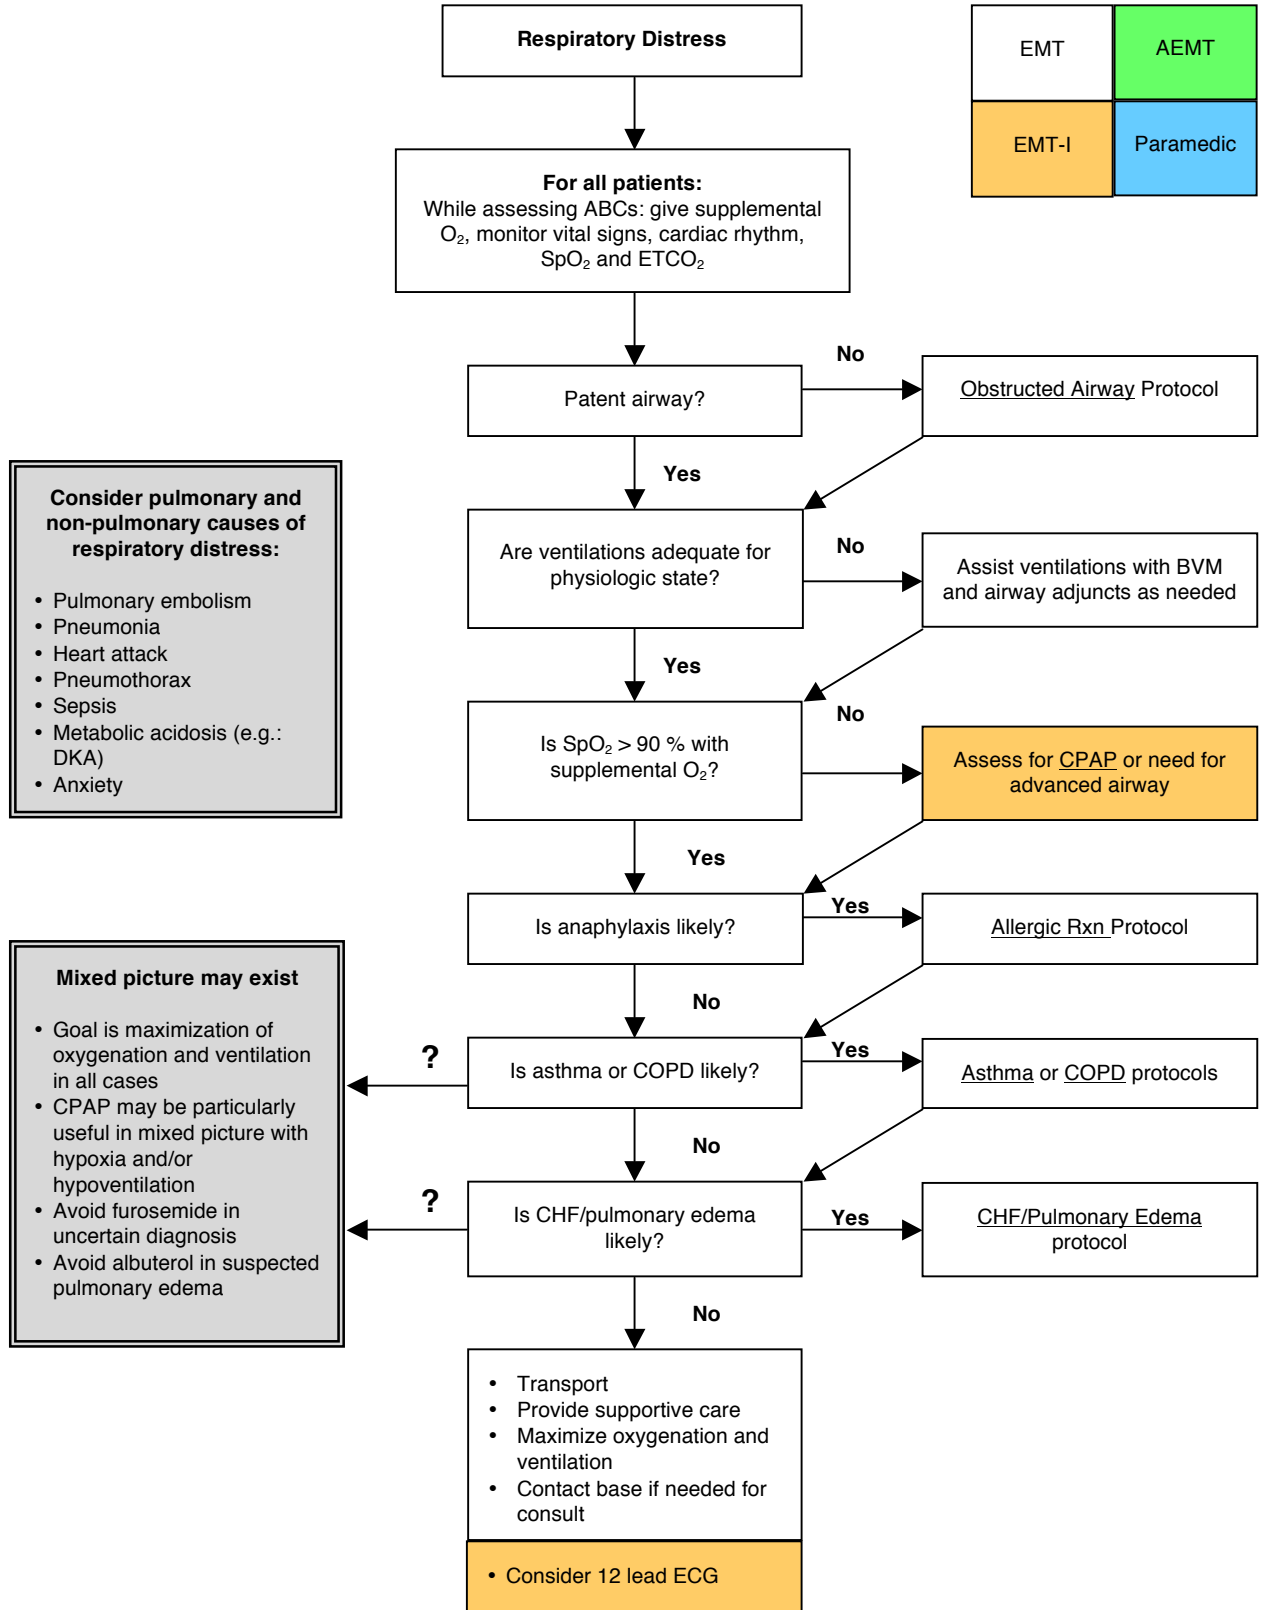 Respiratory Distress
EMT
AEMT
EMT-I
Paramedic
For all patients:
While assessing ABCs: give supplemental
O₂, monitor vital signs, cardiac rhythm,
SpO₂ and ETCO₂
Patent airway?
No
Obstructed Airway Protocol
Yes
Consider pulmonary and
non-pulmonary causes of
respiratory distress:
• Pulmonary embolism
• Pneumonia
• Heart attack
• Pneumothorax
• Sepsis
• Metabolic acidosis (e.g.:
DKA)
• Anxiety
Are ventilations adequate for
physiologic state?
No
Assist ventilations with BVM
and airway adjuncts as needed
Yes
Is SpO₂ > 90 % with
supplemental O₂?
No
Assess for CPAP or need for
advanced airway
Yes
Is anaphylaxis likely?
Yes
Allergic Rxn Protocol
No
Mixed picture may exist
• Goal is maximization of
oxygenation and ventilation
in all cases
• CPAP may be particularly
useful in mixed picture with
hypoxia and/or
hypoventilation
• Avoid furosemide in
uncertain diagnosis
• Avoid albuterol in suspected
pulmonary edema
?
Is asthma or COPD likely?
Yes
Asthma or COPD protocols
No
?
Is CHF/pulmonary edema
likely?
Yes
CHF/Pulmonary Edema
protocol
No
• Transport
• Provide supportive care
• Maximize oxygenation and
ventilation
• Contact base if needed for
consult
• Consider 12 lead ECG